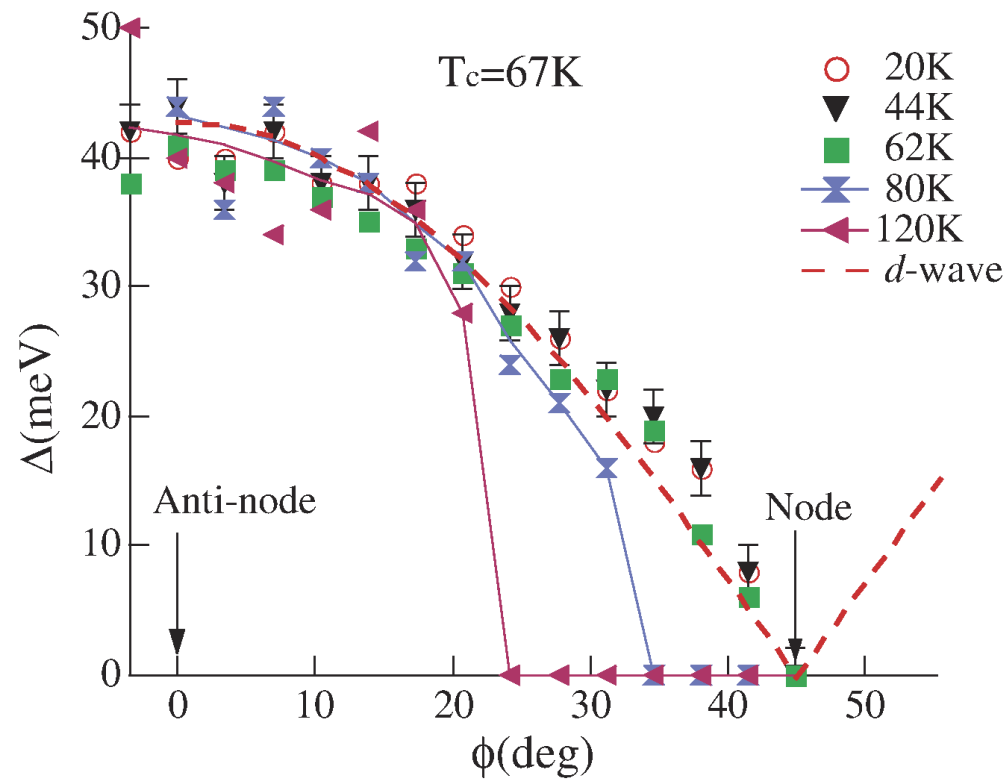 50
40
30
20
10
0
Δ(meV)
Tc=67K
20K
44K
62K
80K
120K
d-wave
Anti-node
Node
0
10
20
30
40
50
ϕ(deg)